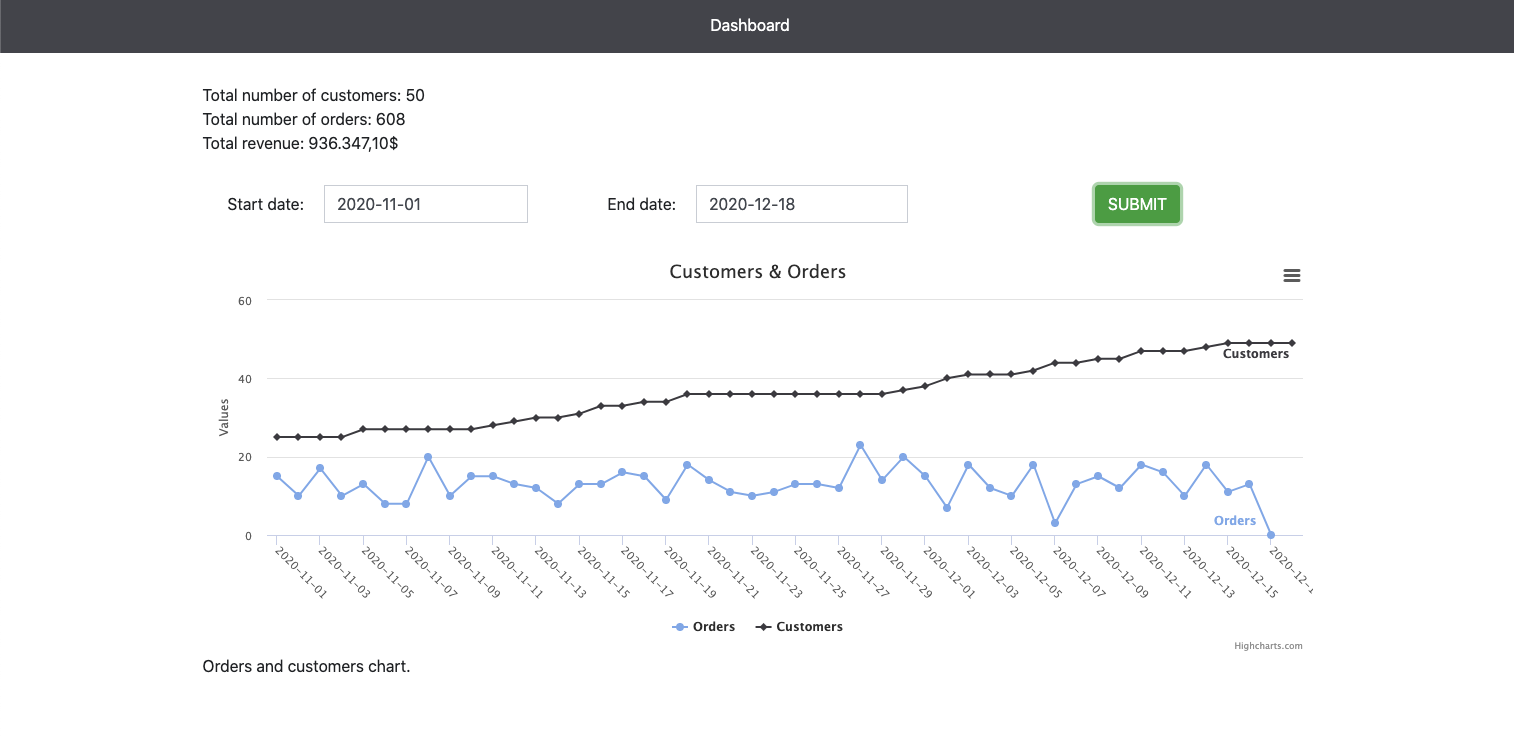 Dashboard
Total number of customers: 50
Total number of orders: 608
Total revenue: 936.347,10$
Start date: 2020-11-01 End date: 2020-12-18 SUBMIT
Customers & Orders
60
40
20
0
Values
Customers
Orders
2020-11-01
2020-11-03
2020-11-05
2020-11-07
2020-11-09
2020-11-11
2020-11-13
2020-11-15
2020-11-17
2020-11-19
2020-11-21
2020-11-23
2020-11-25
2020-11-27
2020-11-29
2020-12-01
2020-12-03
2020-12-05
2020-12-07
2020-12-09
2020-12-11
2020-12-13
2020-12-15
2020-12-
Orders Customers
Highcharts.com
Orders and customers chart.